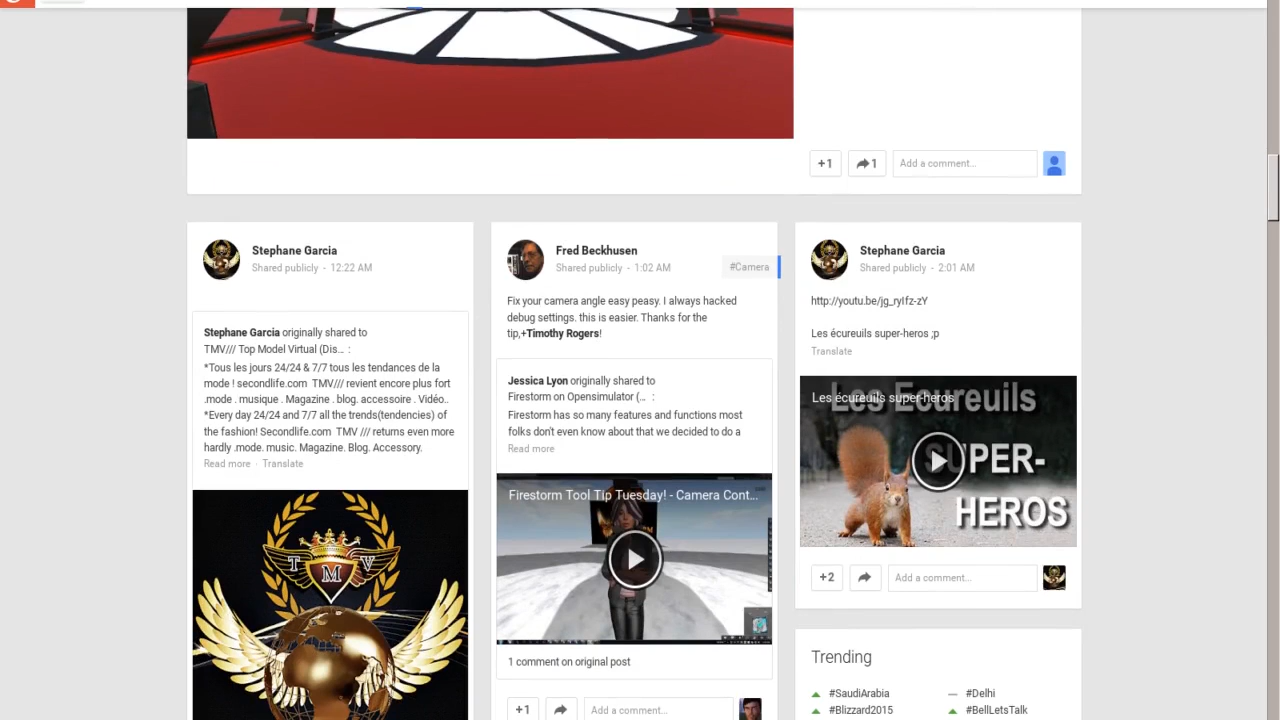 +1
1
Add a comment...
Stephane Garcia
Shared publicly - 12:22 AM
Stephane Garcia originally shared to
TMV/// Top Model Virtual (Dis... :
*Tous les jours 24/24 & 7/7 tous les tendances de la
mode ! secondlife.com TMV/// revient encore plus fort
.mode . musique . Magazine . blog. accessoire . Vidéo..
*Every day 24/24 and 7/7 all the trends(tendencies) of
the fashion! Secondlife.com TMV /// returns even more
hardly .mode. music. Magazine. Blog. Accessory.
Read more · Translate
T M V
Fred Beckhusen
Shared publicly - 1:02 AM
#Camera
Fix your camera angle easy peasy. I always hacked
debug settings. this is easier. Thanks for the
tip,+Timothy Rogers!
Jessica Lyon originally shared to
Firestorm on Opensimulator (... :
Firestorm has so many features and functions most
folks don't even know about that we decided to do a
Read more
Firestorm Tool Tip Tuesday! - Camera Cont...
1 comment on original post
+1
Add a comment...
Stephane Garcia
Shared publicly - 2:01 AM
http://youtu.be/jg_ryIfz-zY
Les écureuils super-heros ;p
Translate
Les écureuils super-heros
Les Ecureuils
SUPER-
HEROS
+2
Add a comment...
Trending
#SaudiArabia
#Delhi
#Blizzard2015
#BellLetsTalk